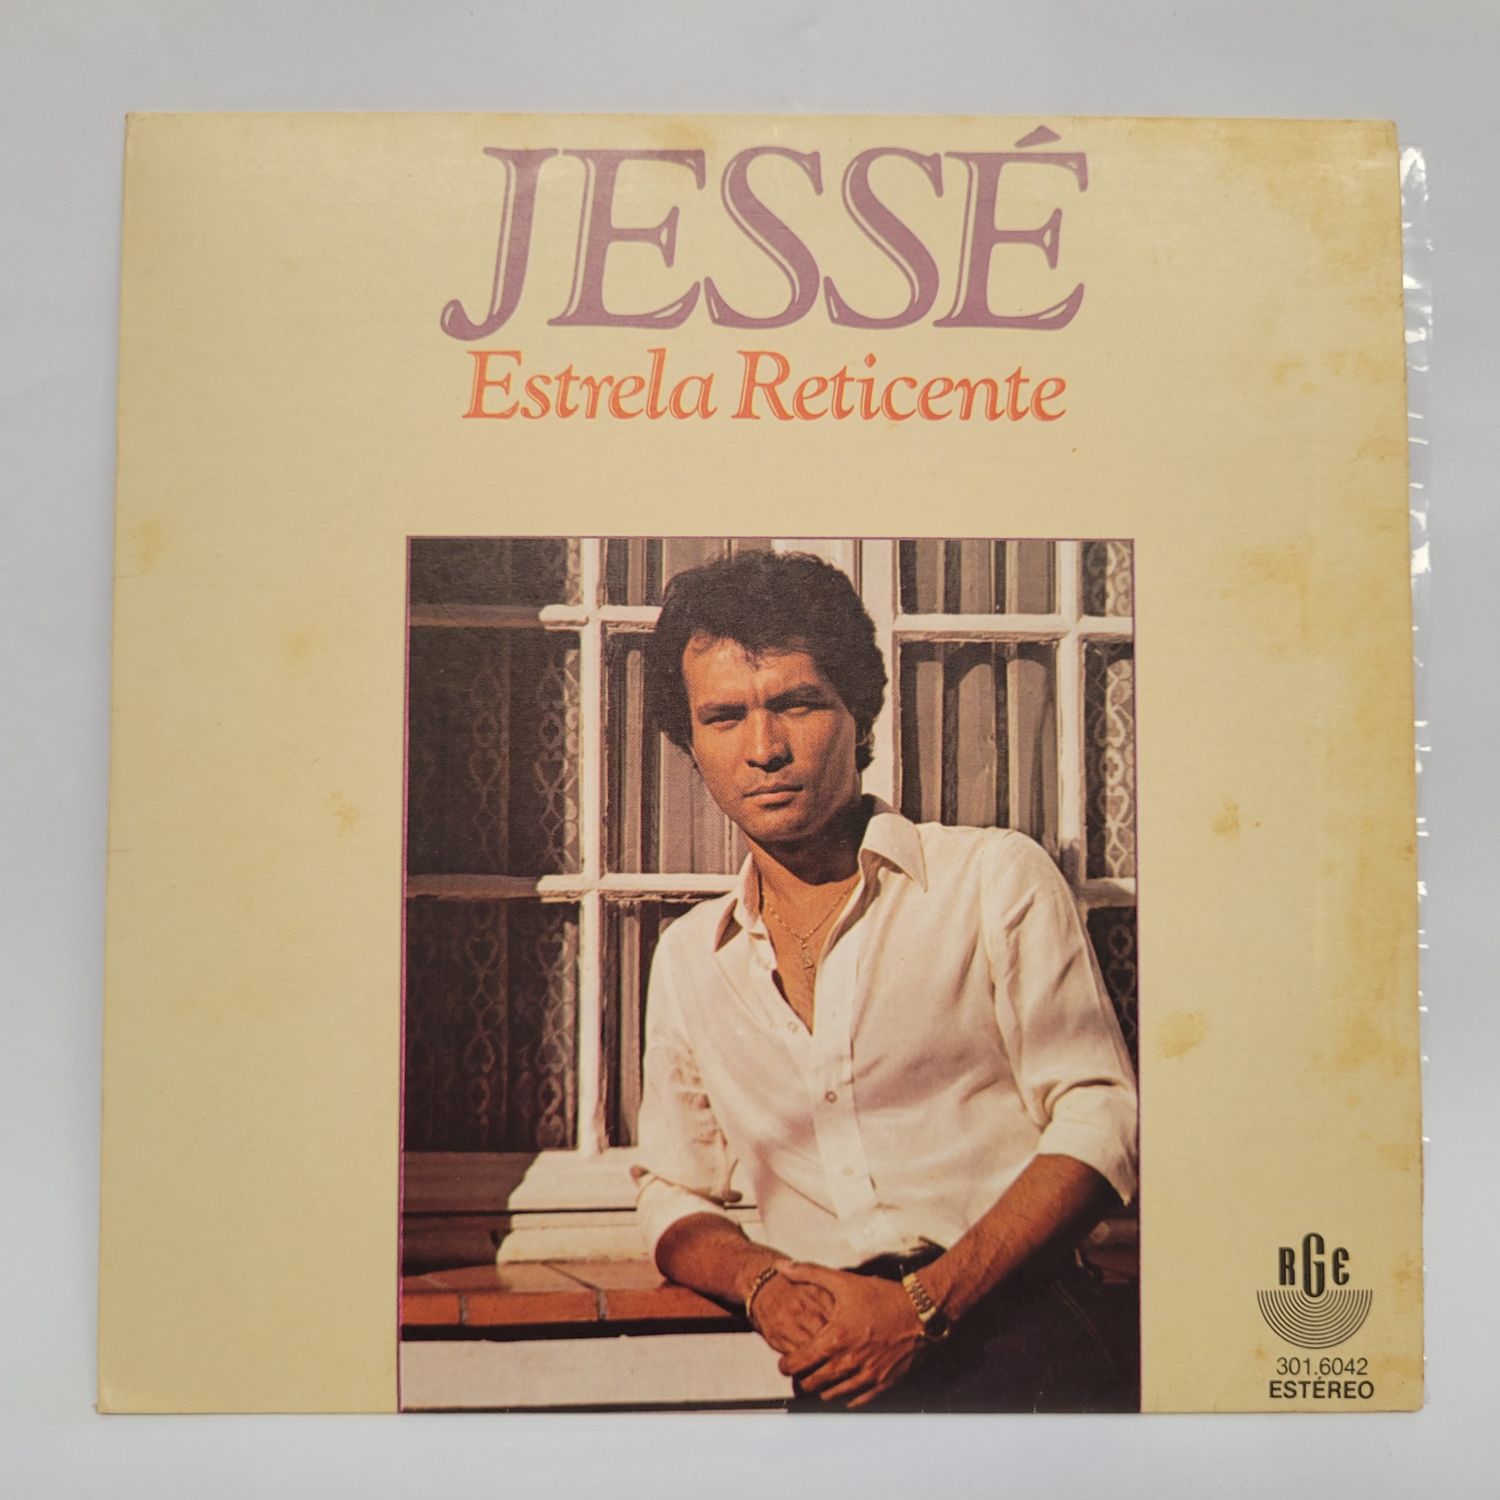 JESSÉ
Estrela Reticente
RGE
301.6042
ESTÉREO